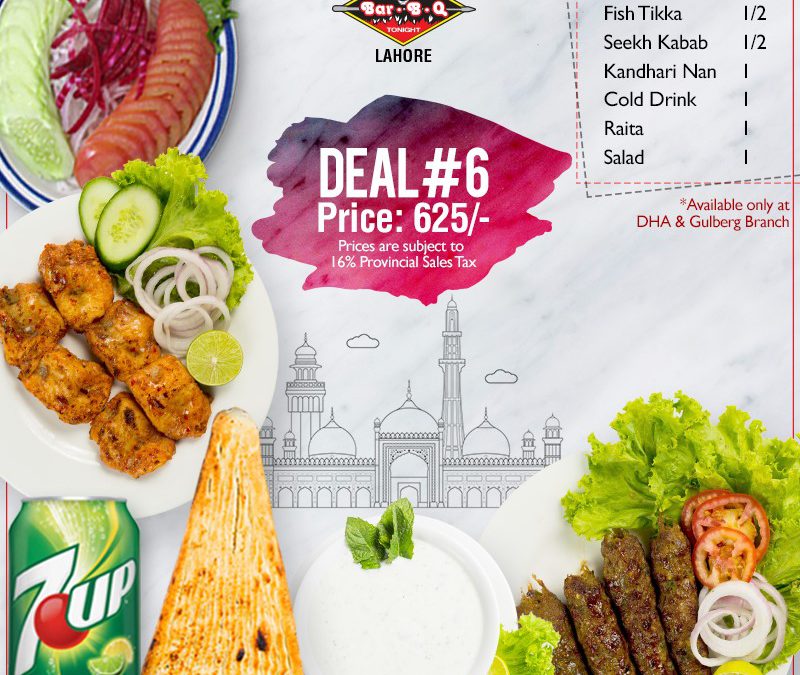 Bar.B.Q
TONIGHT
LAHORE
Fish Tikka 1/2
Seekh Kabab 1/2
Kandhari Nan 1
Cold Drink 1
Raita 1
Salad 1
*Available only at
DHA & Gulberg Branch
DEAL#6
Price: 625/-
Prices are subject to
16% Provincial Sales Tax
7UP